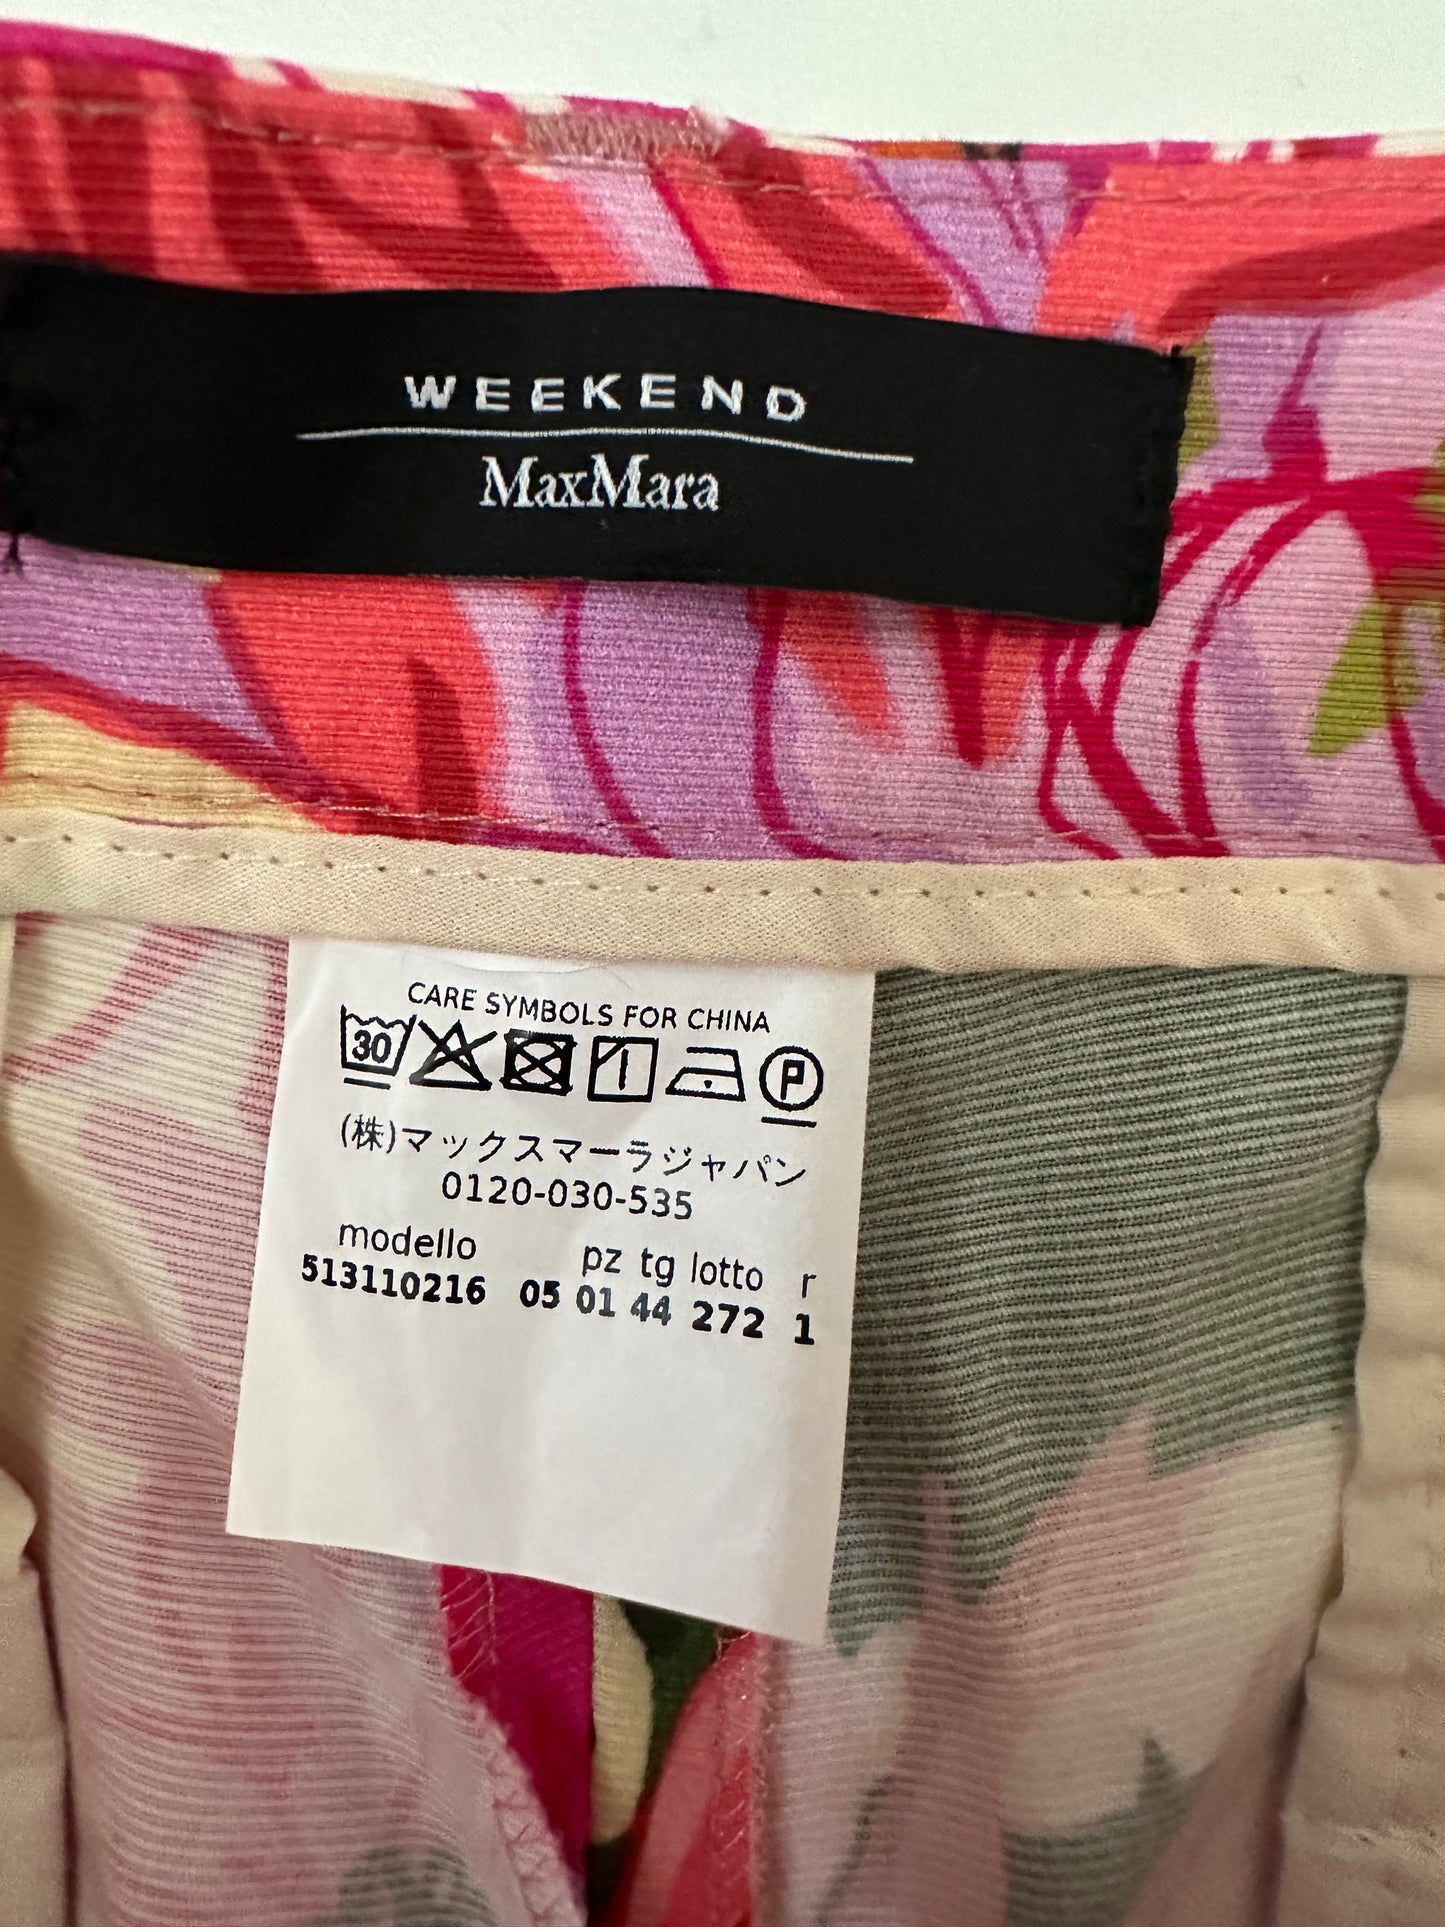 WEEKEND
MaxMara
CARE SYMBOLS FOR CHINA
30 P
(株)マックスマーラジャパン
0120-030-535
modello pz tg lotto r
513110216 05 01 44 272 1